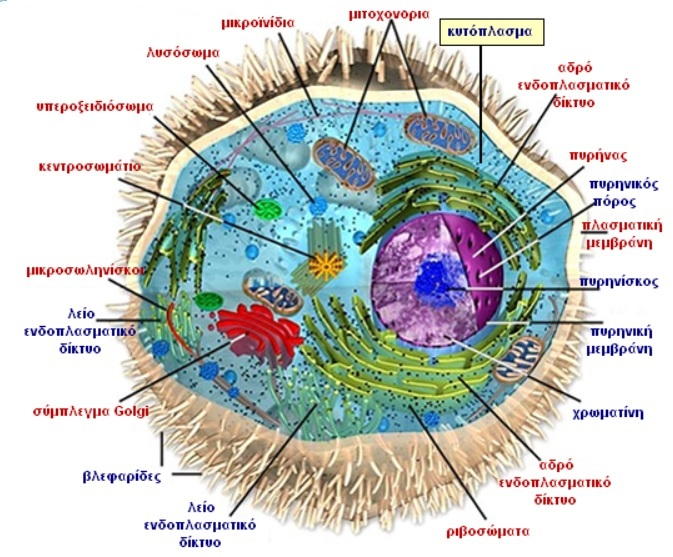 μιτοχονδρια
μικροϊνίδια
κυτόπλασμα
λυσόσωμα
αδρό
ενδοπλασματικό
δίκτυο
υπεροξειδιόσωμα
πυρήνας
κεντροσωμάτιο
πυρηνικός
πόρος
πλασματική
μεμβράνη
μικροσωληνίσκοι
πυρηνίσκος
λείο
ενδοπλασματικό
δίκτυο
πυρηνική
μεμβράνη
σύμπλεγμα Golgi
χρωματίνη
βλεφαρίδες
αδρό
ενδοπλασματικό
δίκτυο
λείο
ενδοπλασματικό
δίκτυο
ριβοσώματα